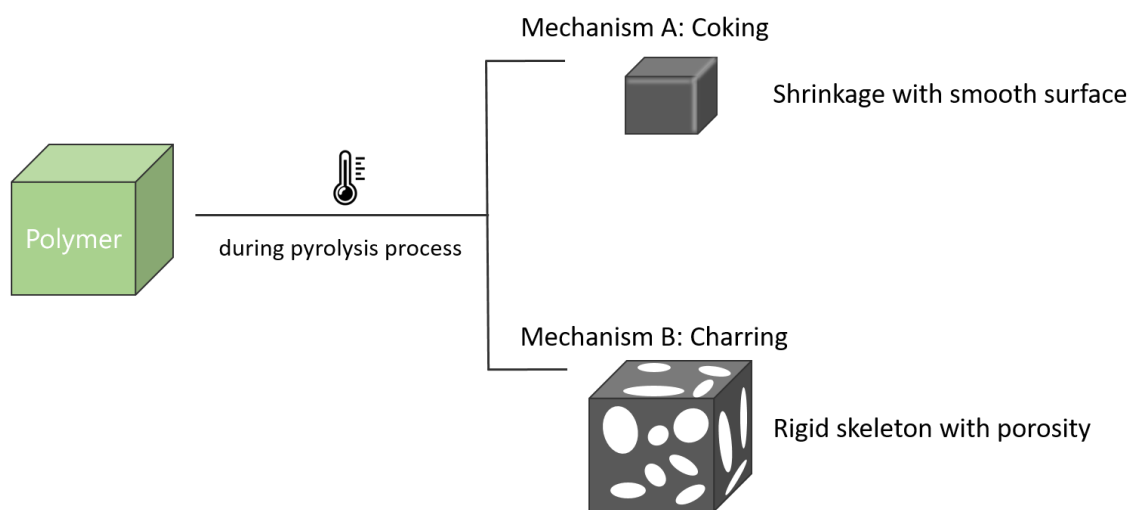 Mechanism A: Coking
Shrinkage with smooth surface
Polymer
during pyrolysis process
Mechanism B: Charring
Rigid skeleton with porosity